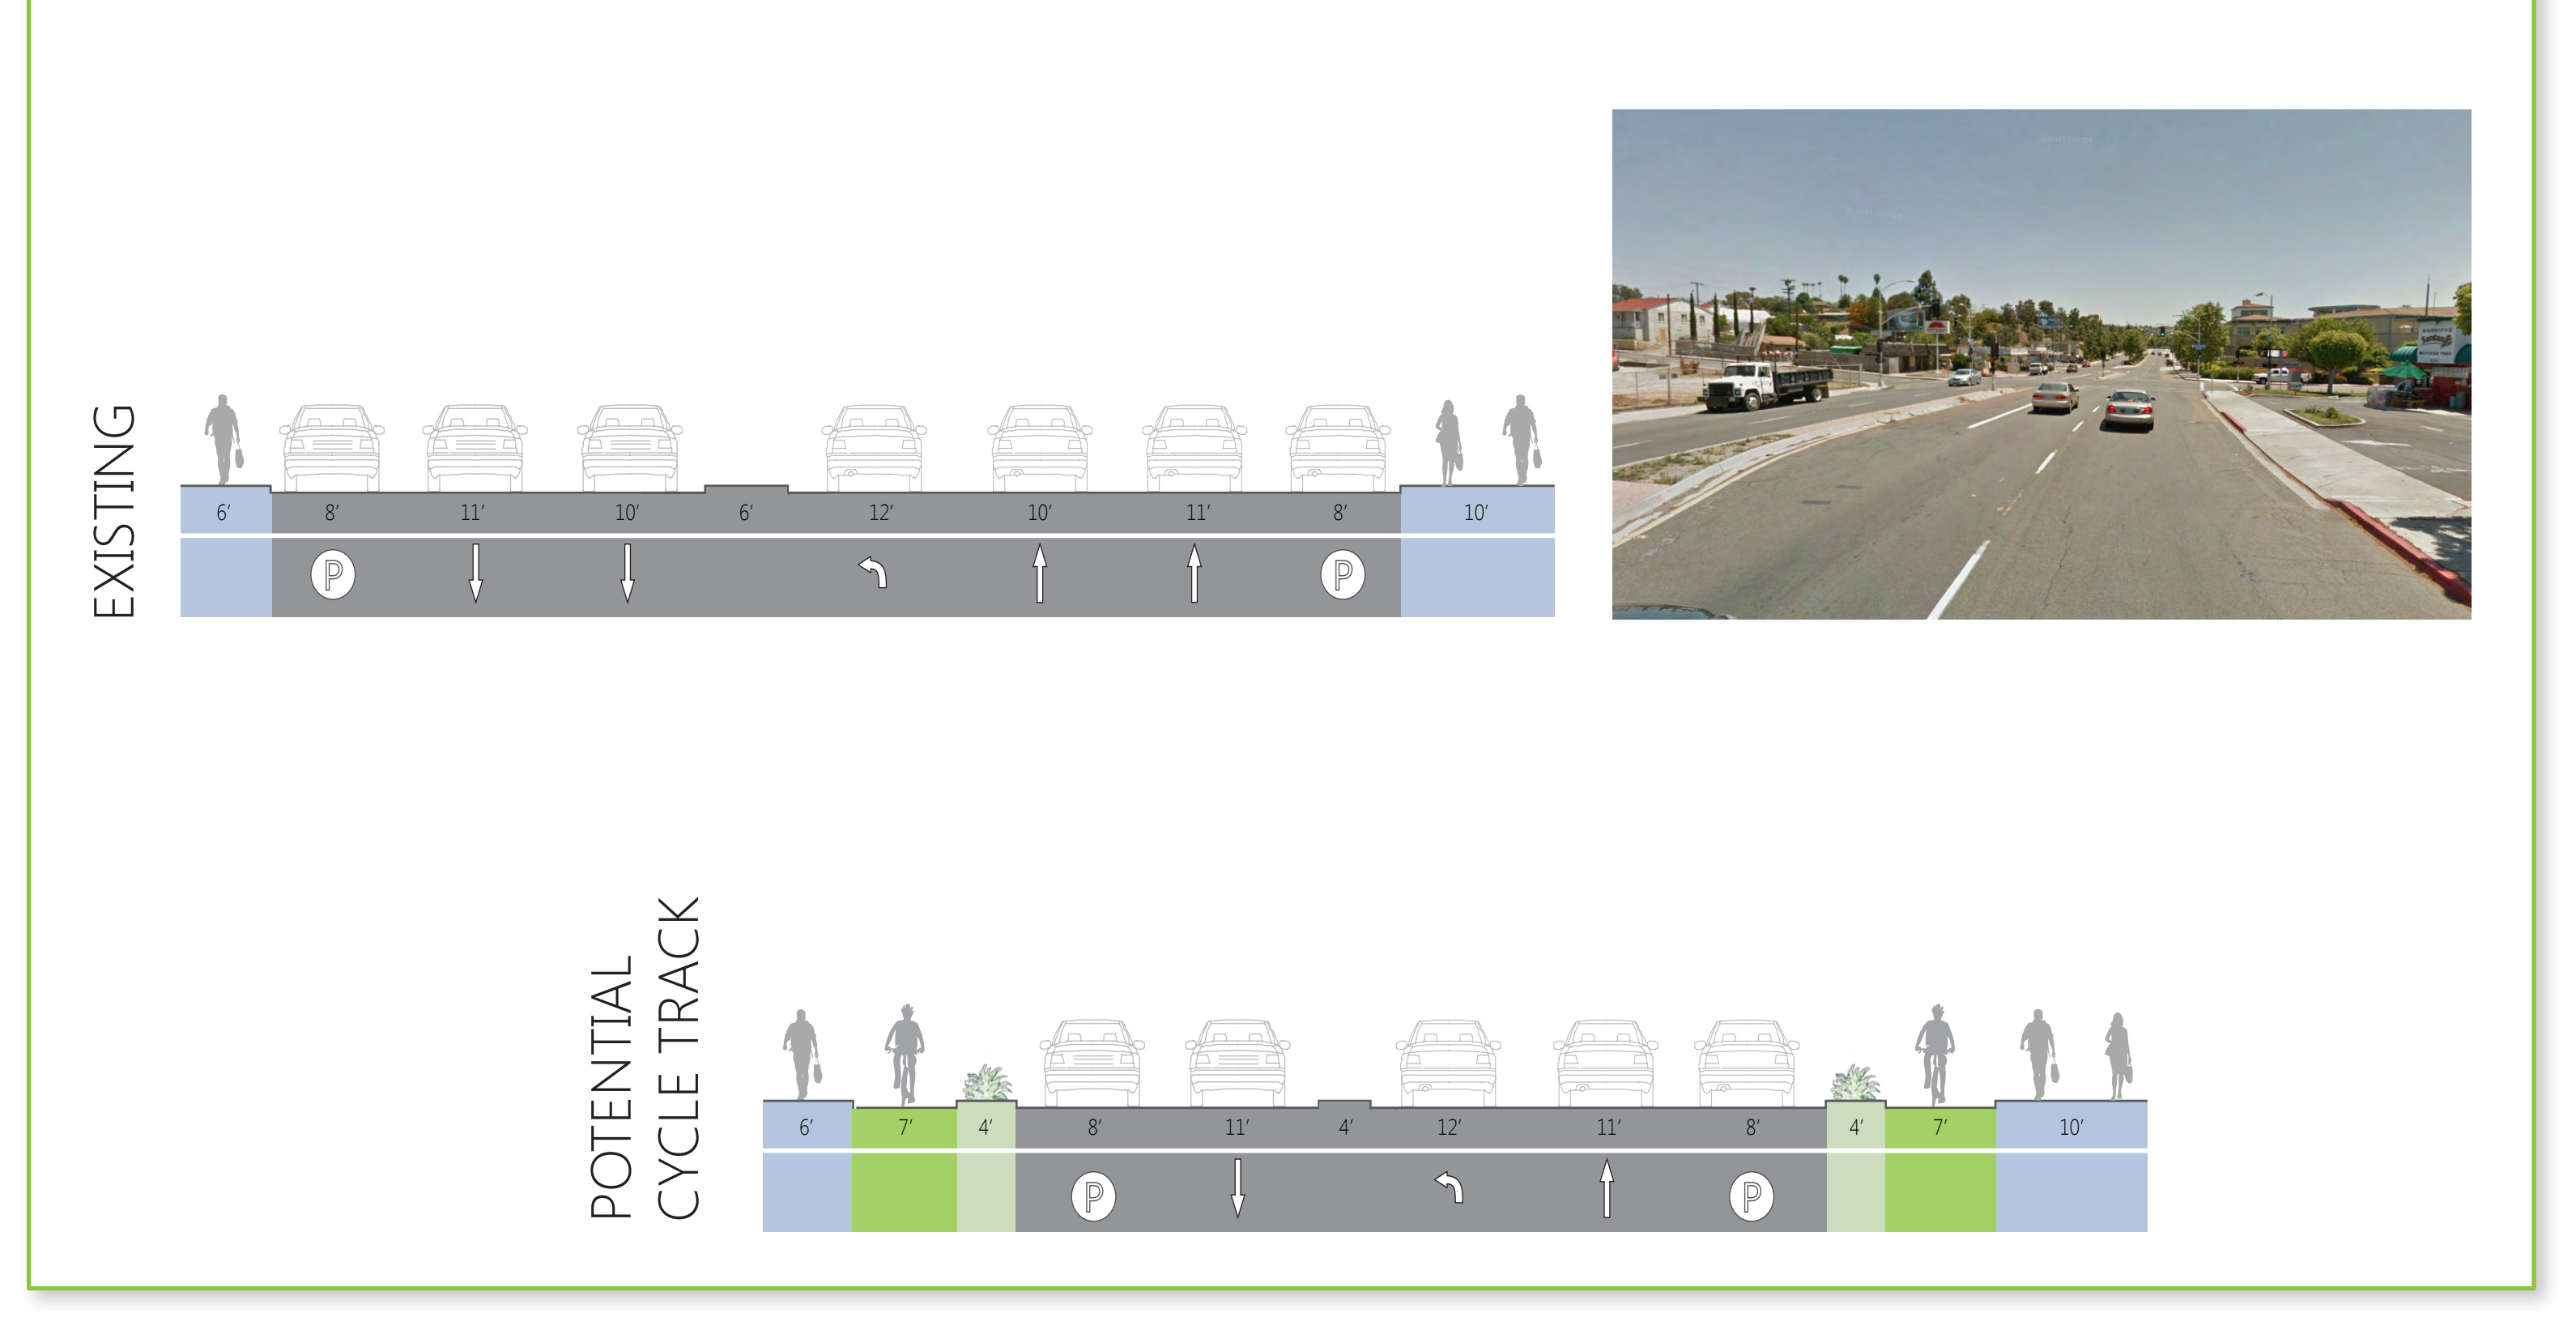 EXISTING
6’ 8’ 11’ 10’ 6’ 12’ 10’ 11’ 8’ 10’
P P
POTENTIAL
CYCLE TRACK
6’ 7’ 4’ 8’ 11’ 4’ 12’ 11’ 8’ 4’ 7’ 10’
P P